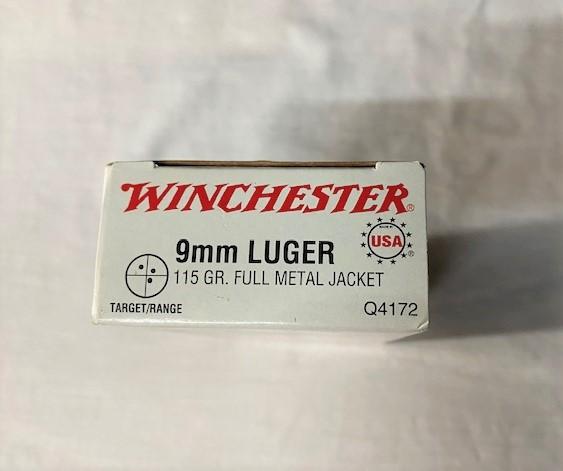 WINCHESTER®
9mm LUGER
115 GR. FULL METAL JACKET
USA®
TARGET/RANGE
Q4172